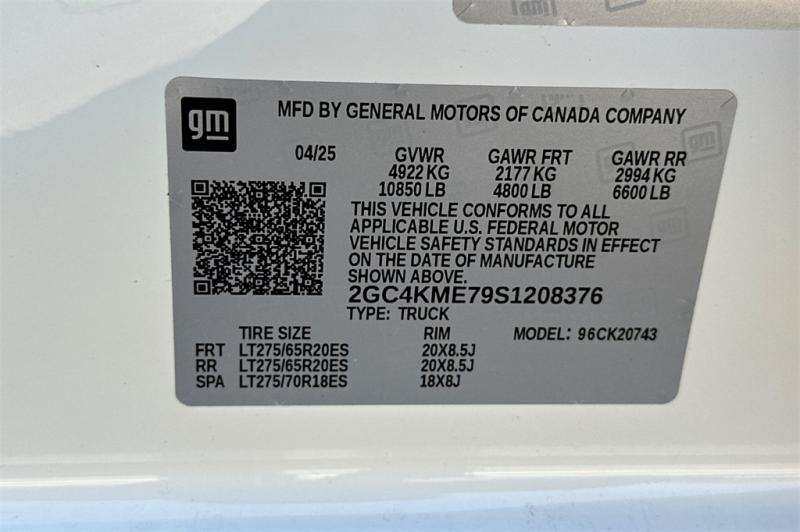 gm
gm
MFD BY GENERAL MOTORS OF CANADA COMPANY
04/25 GVWR GAWR FRT GAWR RR
4922 KG 2177 KG 2994 KG
10850 LB 4800 LB 6600 LB
THIS VEHICLE CONFORMS TO ALL
APPLICABLE U.S. FEDERAL MOTOR
VEHICLE SAFETY STANDARDS IN EFFECT
ON THE DATE OF MANUFACTURE
SHOWN ABOVE.
2GC4KME79S1208376
TYPE: TRUCK
TIRE SIZE RIM MODEL: 96CK20743
FRT LT275/65R20ES 20X8.5J
RR LT275/65R20ES 20X8.5J
SPA LT275/70R18ES 18X8J